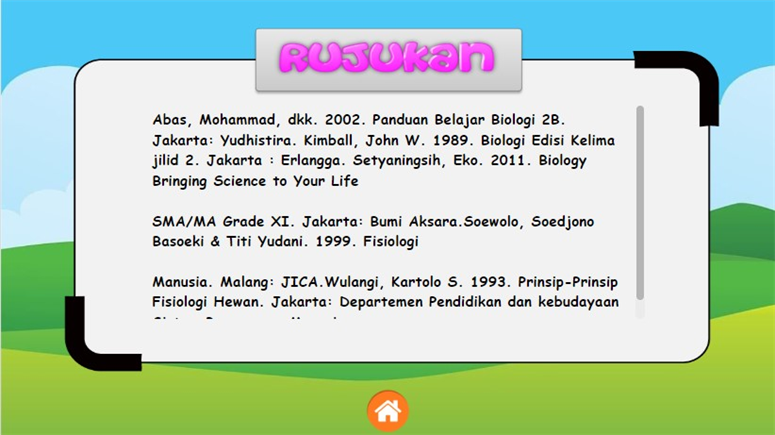 RUJUKAN
Abas, Mohammad, dkk. 2002. Panduan Belajar Biologi 2B.
Jakarta: Yudhistira. Kimball, John W. 1989. Biologi Edisi Kelima
jilid 2. Jakarta : Erlangga. Setyaningsih, Eko. 2011. Biology
Bringing Science to Your Life
SMA/MA Grade XI. Jakarta: Bumi Aksara.Soewolo, Soedjono
Basoeki & Titi Yudani. 1999. Fisiologi
Manusia. Malang: JICA.Wulangi, Kartolo S. 1993. Prinsip-Prinsip
Fisiologi Hewan. Jakarta: Departemen Pendidikan dan kebudayaan